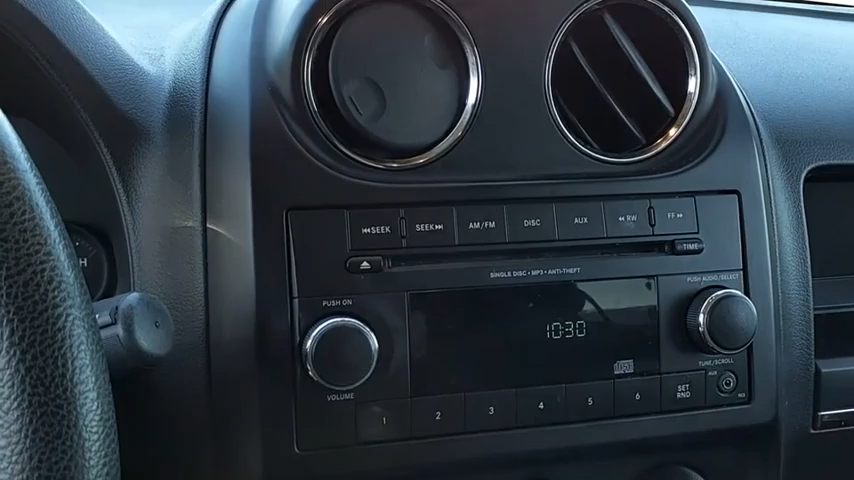 ⏮SEEK SEEK⏭ AM/FM DISC AUX ◀◀RW FF▶▶
TIME
SINGLE DISC • MP3 • ANTI-THEFT
PUSH ON
PUSH AUDIO/SELECT
10:30
TUNE/SCROLL
VOLUME
1 2 3 4 5 6 SET RND
AUX
H